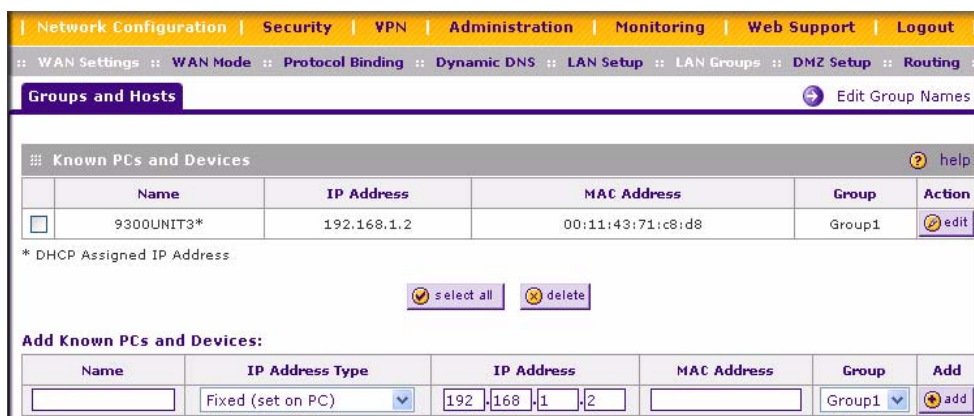 | Network Configuration | Security | VPN | Administration | Monitoring | Web Support | Logout
:: WAN Settings :: WAN Mode :: Protocol Binding :: Dynamic DNS :: LAN Setup :: LAN Groups :: DMZ Setup :: Routing :
Groups and Hosts Edit Group Names
Known PCs and Devices ? help
Name IP Address MAC Address Group Action
9300UNIT3* 192.168.1.2 00:11:43:71:c8:d8 Group1 edit
* DHCP Assigned IP Address
select all delete
Add Known PCs and Devices:
Name IP Address Type IP Address MAC Address Group Add
Fixed (set on PC) 192 .168 .1 .2 Group1 add